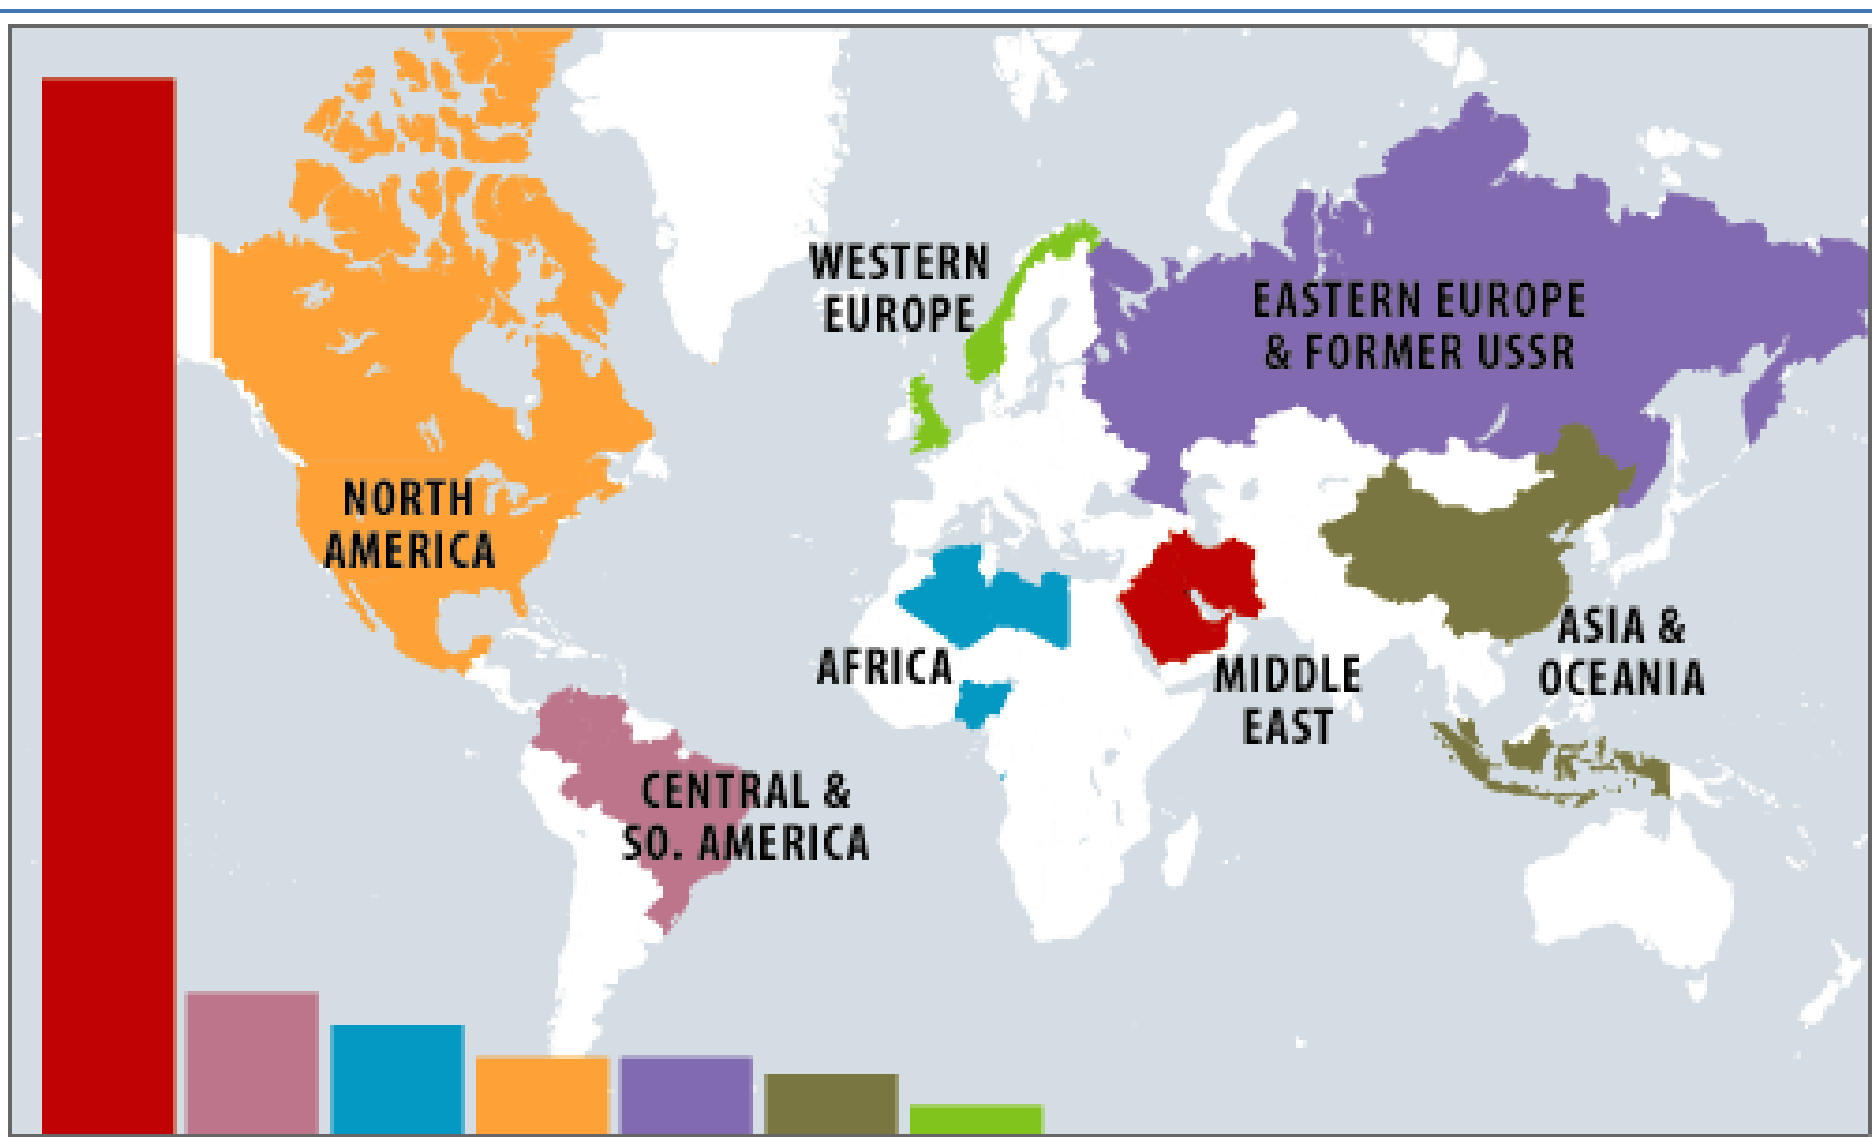 WESTERN
EUROPE
EASTERN EUROPE
& FORMER USSR
NORTH
AMERICA
AFRICA
MIDDLE
EAST
ASIA &
OCEANIA
CENTRAL &
SO. AMERICA